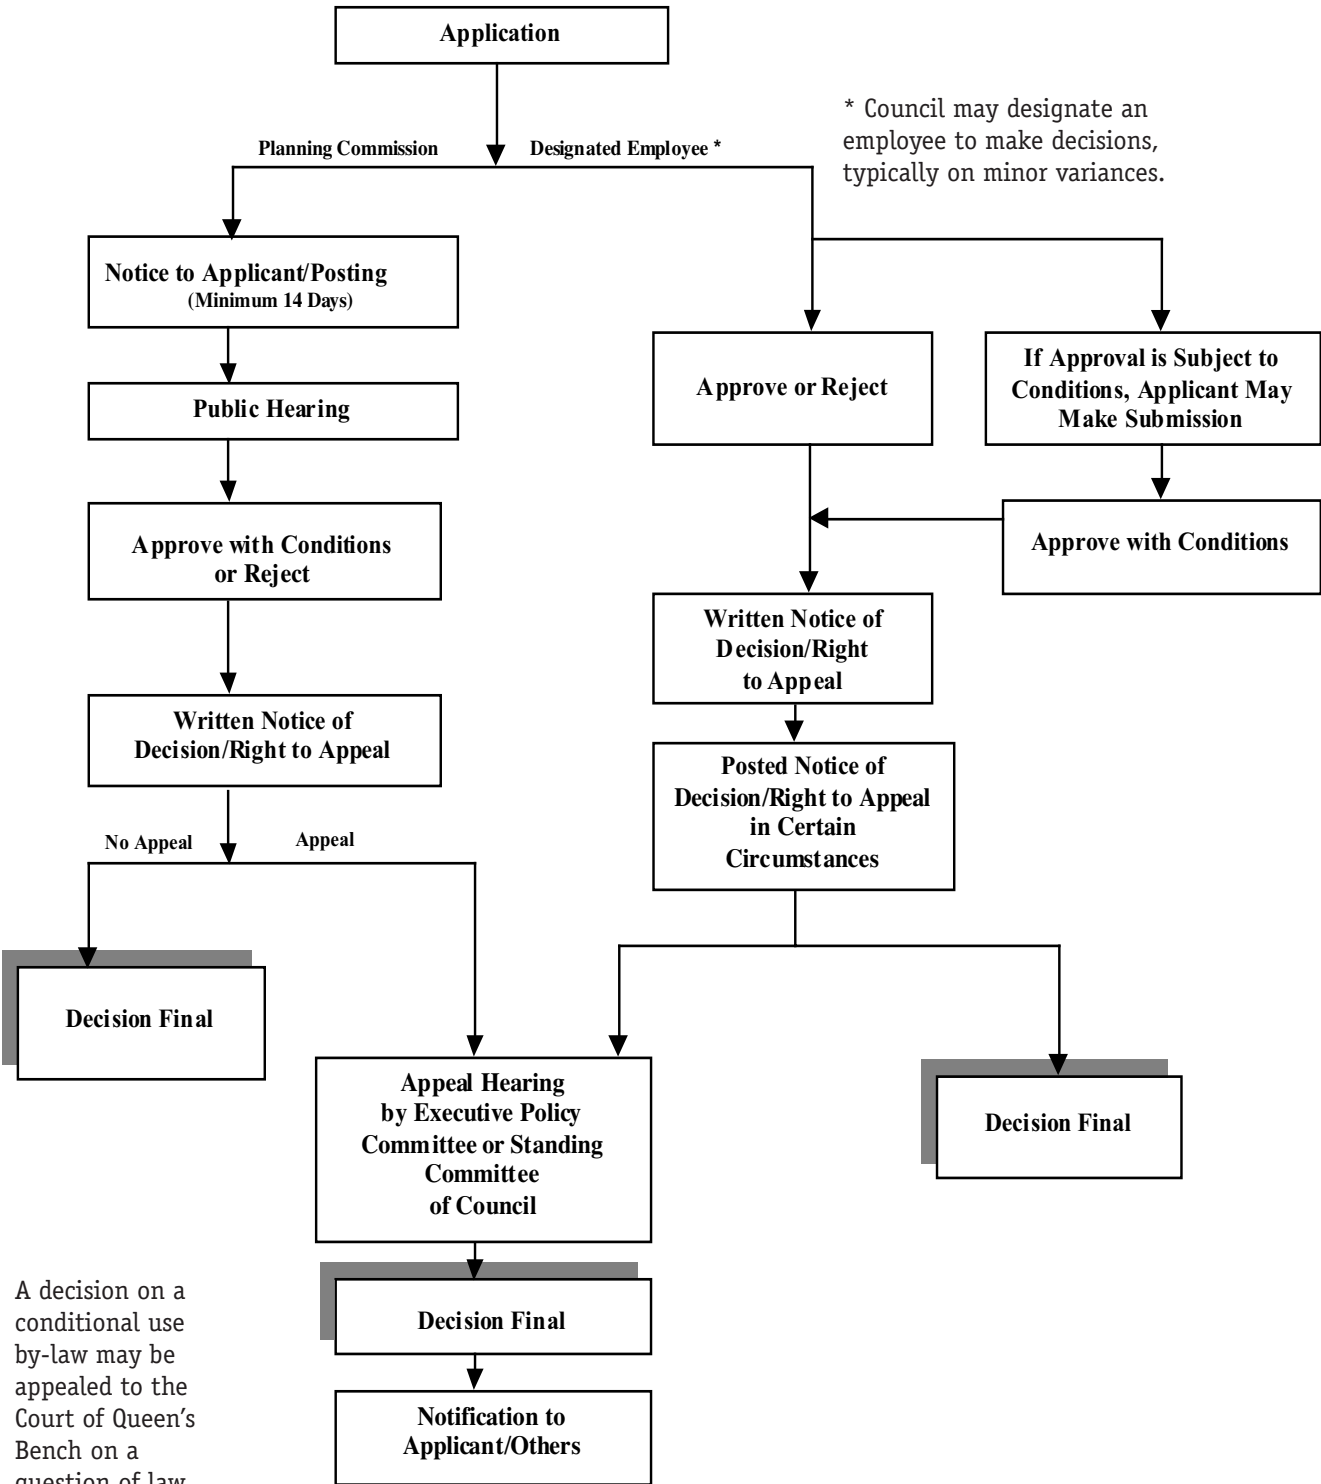 Application
* Council may designate an
employee to make decisions,
typically on minor variances.
Planning Commission
Designated Employee *
Notice to Applicant/Posting
(Minimum 14 Days)
Public Hearing
Approve with Conditions
or Reject
Written Notice of
Decision/Right to Appeal
No Appeal
Appeal
Decision Final
Approve or Reject
If Approval is Subject to
Conditions, Applicant May
Make Submission
Approve with Conditions
Written Notice of
Decision/Right
to Appeal
Posted Notice of
Decision/Right to Appeal
in Certain
Circumstances
Appeal Hearing
by Executive Policy
Committee or Standing
Committee
of Council
Decision Final
Decision Final
Notification to
Applicant/Others
A decision on a
conditional use
by-law may be
appealed to the
Court of Queen's
Bench on a
question of law